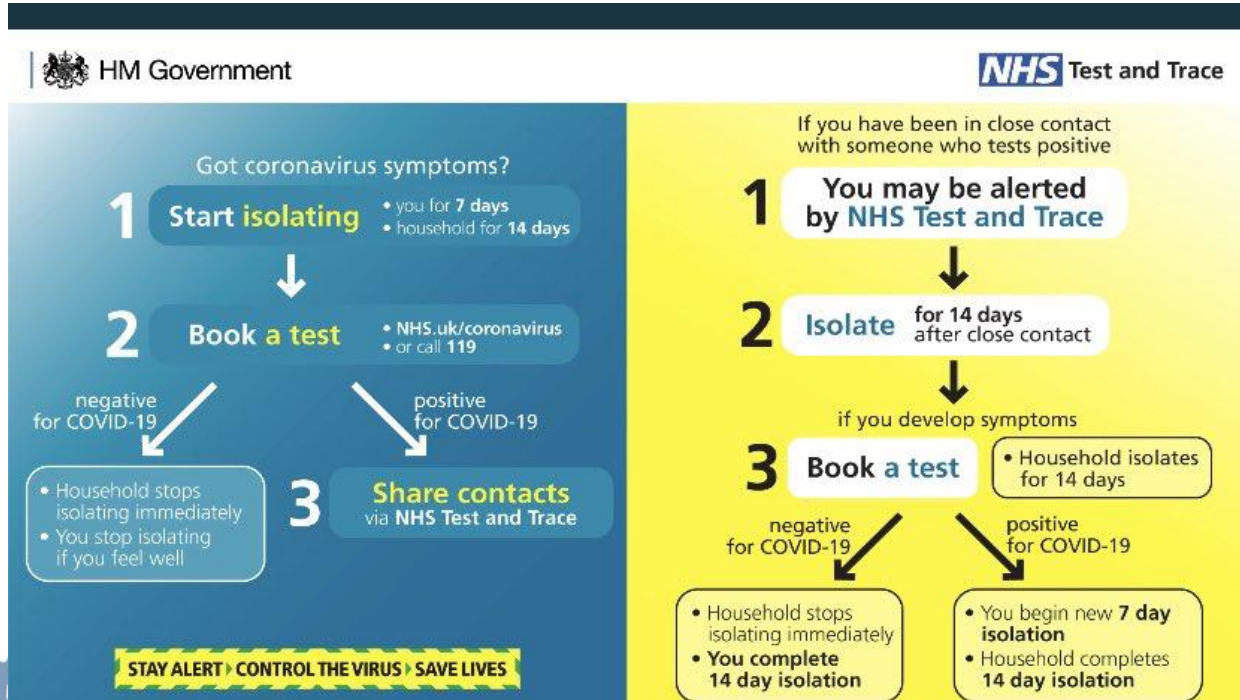 HM Government
NHS Test and Trace
Got coronavirus symptoms?
1
Start isolating
• you for 7 days
• household for 14 days
2
Book a test
• NHS.uk/coronavirus
• or call 119
negative
for COVID-19
positive
for COVID-19
• Household stops
isolating immediately
• You stop isolating
if you feel well
3
Share contacts
via NHS Test and Trace
STAY ALERT CONTROL THE VIRUS SAVE LIVES
If you have been in close contact
with someone who tests positive
1
You may be alerted
by NHS Test and Trace
2
Isolate
for 14 days
after close contact
if you develop symptoms
3
Book a test
• Household isolates
for 14 days
negative
for COVID-19
positive
for COVID-19
• Household stops
isolating immediately
• You complete
14 day isolation
• You begin new 7 day
isolation
• Household completes
14 day isolation